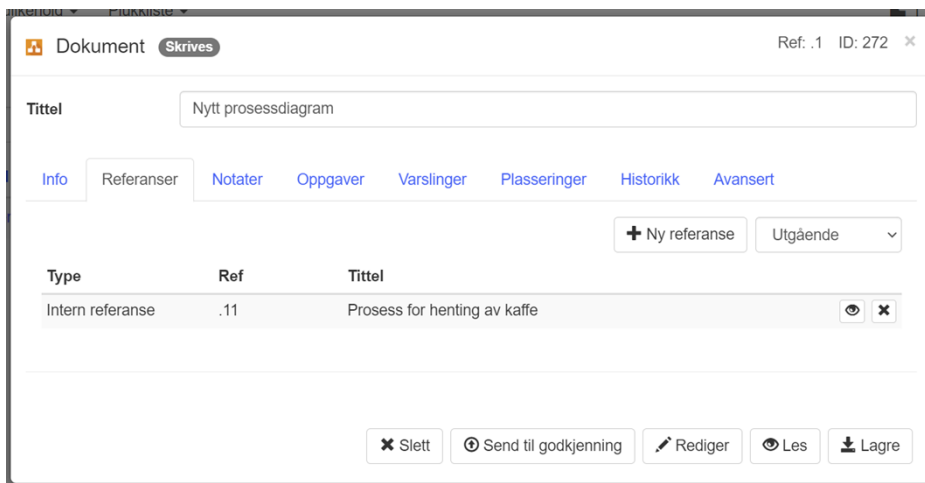 Plukkliste
Dokument Skrives Ref: .1 ID: 272 ×
Tittel Nytt prosessdiagram
Info Referanser Notater Oppgaver Varslinger Plasseringer Historikk Avansert
Ny referanse Utgående
Type Ref Tittel
Intern referanse .11 Prosess for henting av kaffe
Slett Send til godkjenning Rediger Les Lagre